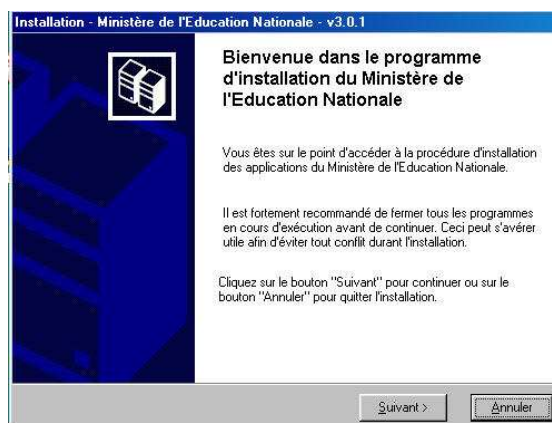 Installation - Ministère de l'Education Nationale - v3.0.1
Bienvenue dans le programme
d'installation du Ministère de
l'Education Nationale
Vous êtes sur le point d'accéder à la procédure d'installation
des applications du Ministère de l'Education Nationale.
Il est fortement recommandé de fermer tous les programmes
en cours d'exécution avant de continuer. Ceci peut s'avérer
utile afin d'éviter tout conflit durant l'installation.
Cliquez sur le bouton "Suivant" pour continuer ou sur le
bouton "Annuler" pour quitter l'installation.
Suivant >
Annuler